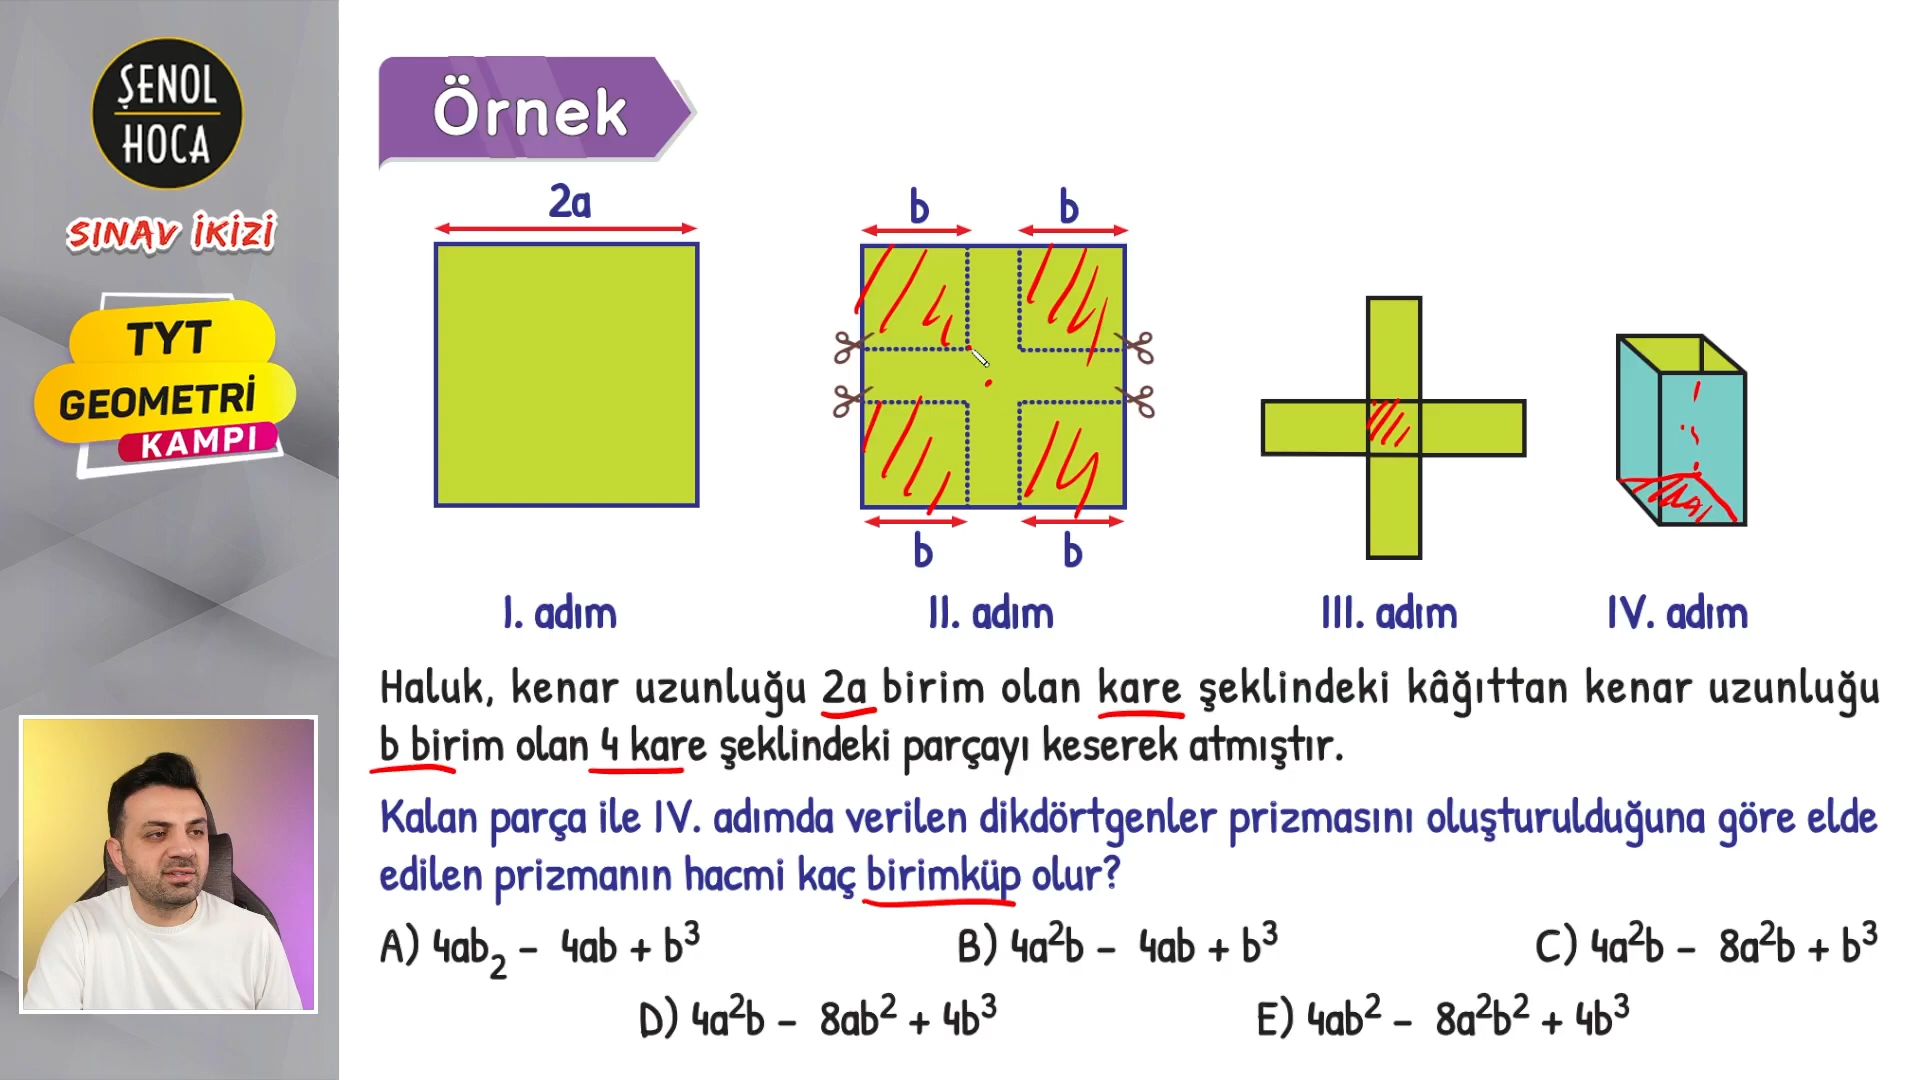 ŞENOL
HOCA
SINAV İKİZİ
TYT
GEOMETRİ
KAMPI
Örnek
2a
b b
b b
I. adım II. adım III. adım IV. adım
Haluk, kenar uzunluğu 2a birim olan kare şeklindeki kâğıttan kenar uzunluğu
b birim olan 4 kare şeklindeki parçayı keserek atmıştır.
Kalan parça ile IV. adımda verilen dikdörtgenler prizmasını oluşturulduğuna göre elde
edilen prizmanın hacmi kaç birimküp olur?
A) 4ab₂ - 4ab + b³ B) 4a²b - 4ab + b³ C) 4a²b - 8a²b + b³
D) 4a²b - 8ab² + 4b³ E) 4ab² - 8a²b² + 4b³